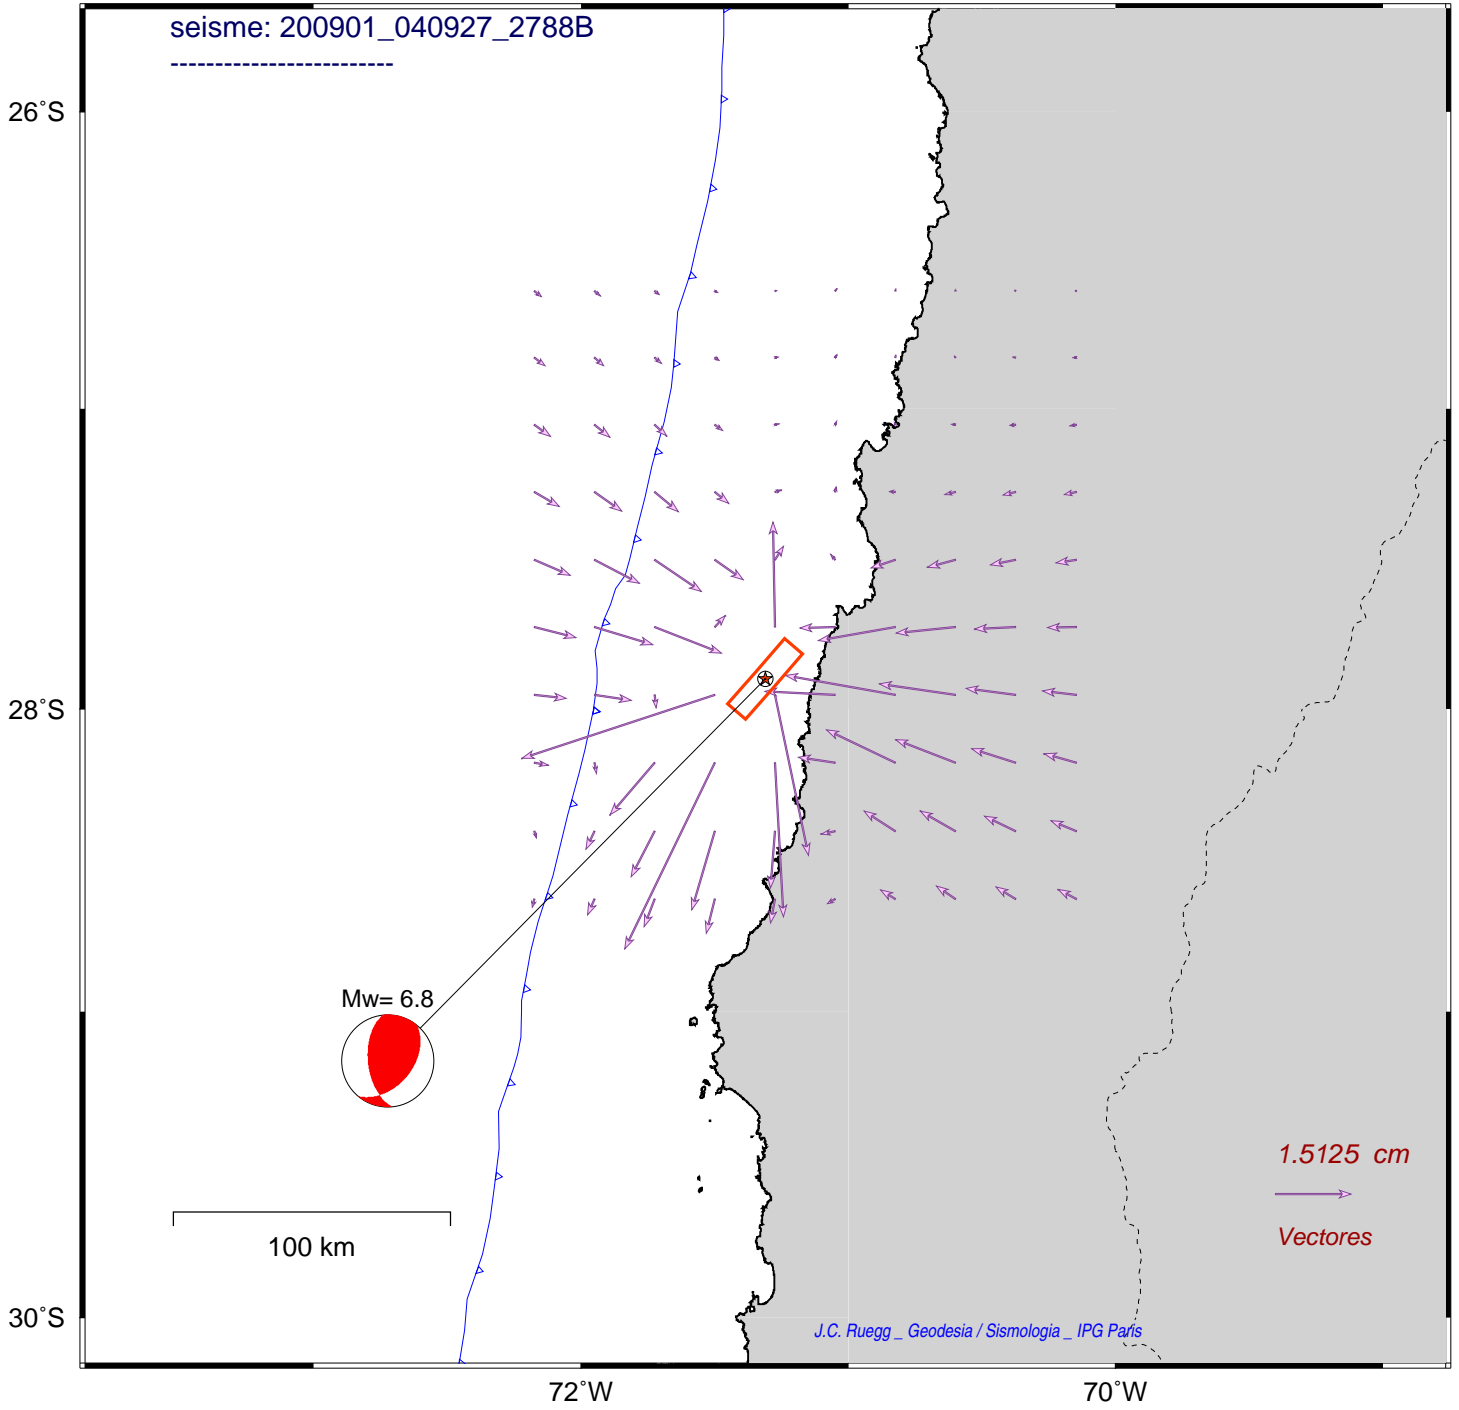 seisme: 200901_040927_2788B
-------------------------
26°S
28°S
Mw= 6.8
1.5125 cm
Vectores
100 km
30°S
J.C. Ruegg _ Geodesia / Sismologia _ IPG Paris
72°W
70°W